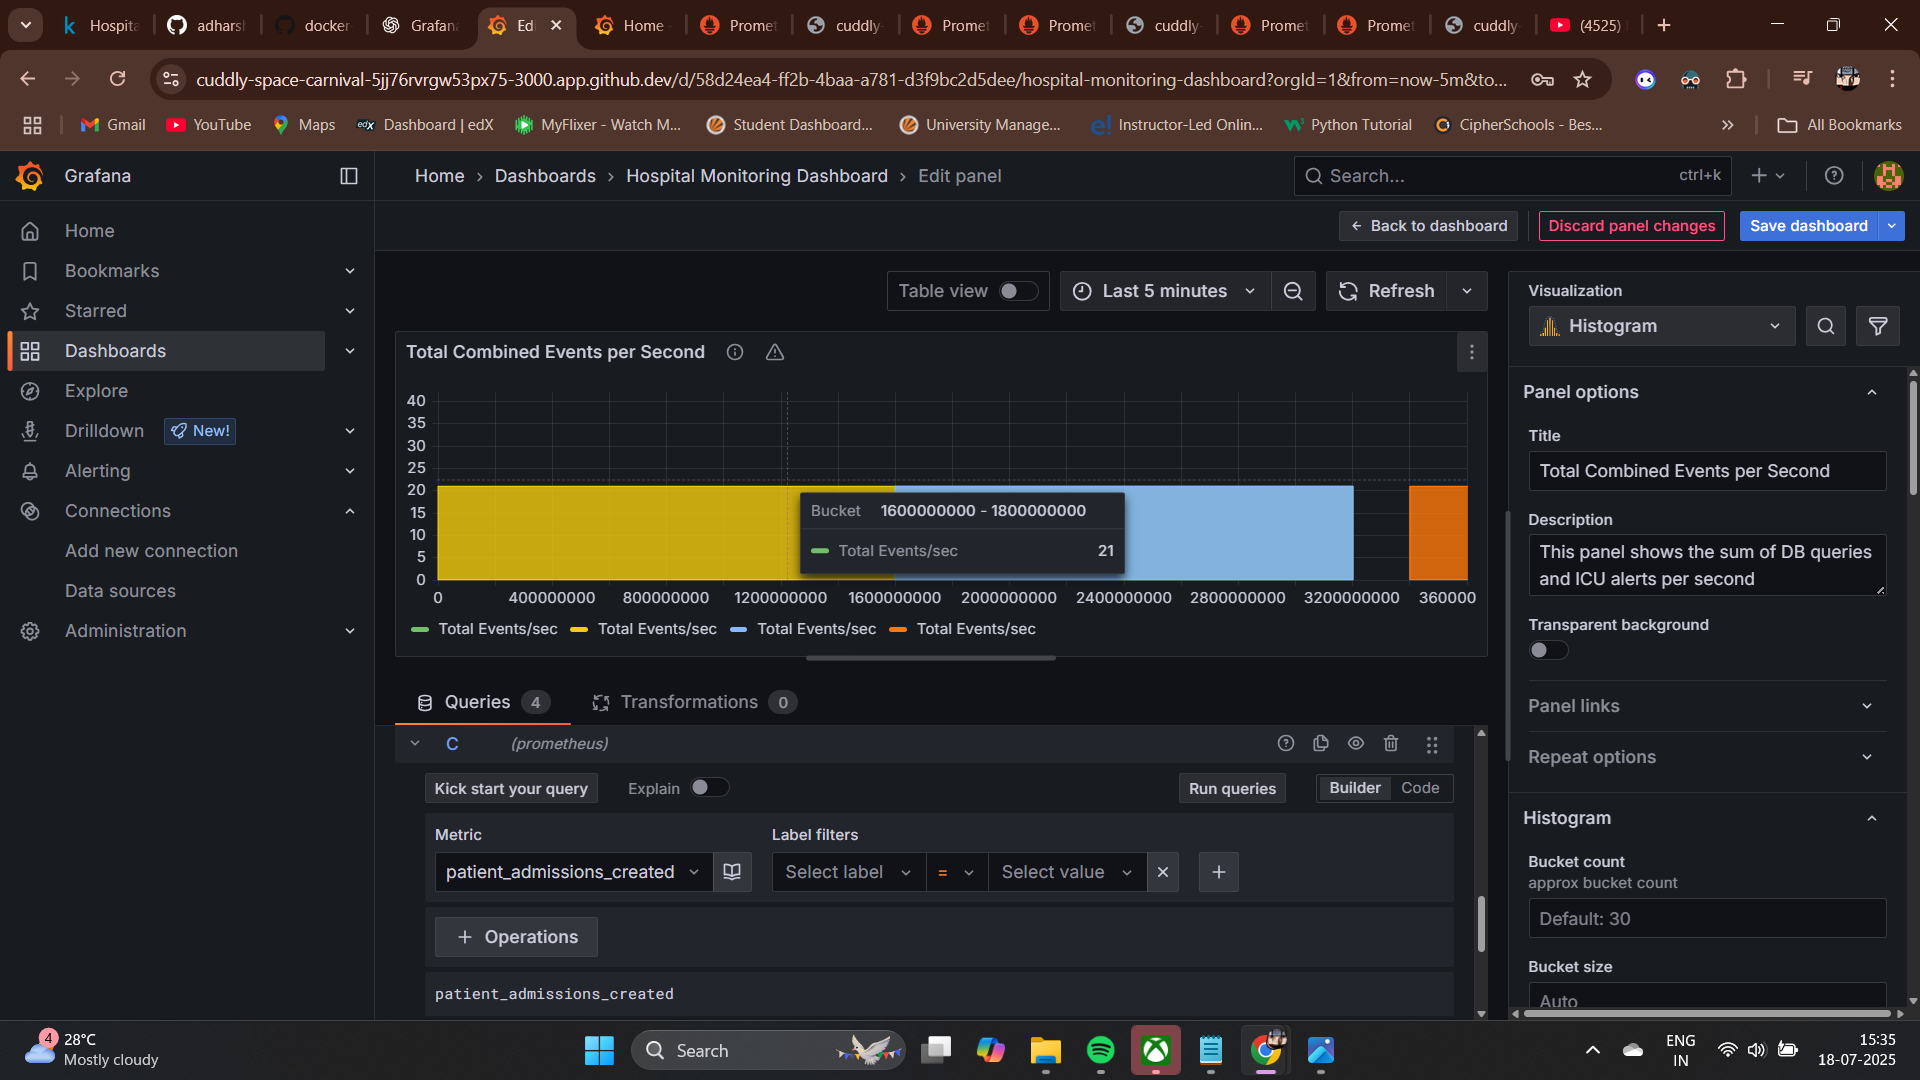 Hospita
adharsh
docker
Grafana
Edi
Home
Promet
cuddly
Promet
Promet
cuddly
Promet
Promet
cuddly
(4525)
cuddly-space-carnival-5jj76rvrgw53px75-3000.app.github.dev/d/58d24ea4-ff2b-4baa-a781-d3f9bc2d5dee/hospital-monitoring-dashboard?orgId=1&from=now-5m&to...
Gmail
YouTube
Maps
edX Dashboard | edX
MyFlixer - Watch M...
Student Dashboard...
University Manage...
e! Instructor-Led Onlin...
Python Tutorial
CipherSchools - Bes...
»
All Bookmarks
Grafana
Home › Dashboards › Hospital Monitoring Dashboard › Edit panel
Search... ctrl+k
← Back to dashboard
Discard panel changes
Save dashboard
Home
Bookmarks
Starred
Dashboards
Explore
Drilldown New!
Alerting
Connections
Add new connection
Data sources
Administration
Table view
Last 5 minutes
Refresh
Total Combined Events per Second
40
35
30
25
20
15
10
5
0
Bucket 1600000000 - 1800000000
Total Events/sec 21
0 400000000 800000000 1200000000 1600000000 2000000000 2400000000 2800000000 3200000000 360000
Total Events/sec Total Events/sec Total Events/sec Total Events/sec
Queries 4
Transformations 0
C (prometheus)
Kick start your query
Explain
Run queries
Builder Code
Metric
Label filters
patient_admissions_created
Select label = Select value
+ Operations
patient_admissions_created
Visualization
Histogram
Panel options
Title
Total Combined Events per Second
Description
This panel shows the sum of DB queries
and ICU alerts per second
Transparent background
Panel links
Repeat options
Histogram
Bucket count
approx bucket count
Default: 30
Bucket size
Auto
4
28°C
Mostly cloudy
Search
ENG
IN
15:35
18-07-2025